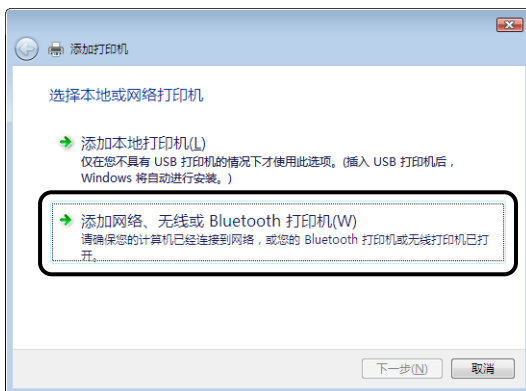 添加打印机
选择本地或网络打印机
添加本地打印机(L)
仅在您不具有 USB 打印机的情况下才使用此选项。(插入 USB 打印机后，
Windows 将自动进行安装。)
添加网络、无线或 Bluetooth 打印机(W)
请确保您的计算机已经连接到网络，或您的 Bluetooth 打印机或无线打印机已打
开。
下一步(N) 取消